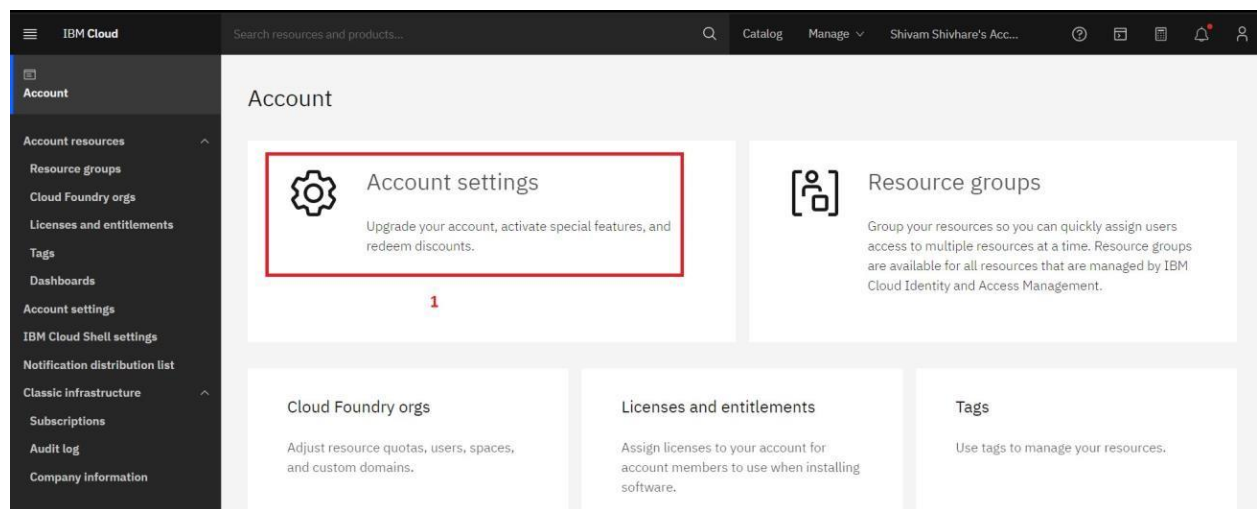 IBM Cloud
Search resources and products...
Catalog
Manage
Shivam Shivhare's Acc...
Account
Account resources
Resource groups
Cloud Foundry orgs
Licenses and entitlements
Tags
Dashboards
Account settings
IBM Cloud Shell settings
Notification distribution list
Classic infrastructure
Subscriptions
Audit log
Company information
Account
Account settings
Upgrade your account, activate special features, and
redeem discounts.
1
Resource groups
Group your resources so you can quickly assign users
access to multiple resources at a time. Resource groups
are available for all resources that are managed by IBM
Cloud Identity and Access Management.
Cloud Foundry orgs
Adjust resource quotas, users, spaces,
and custom domains.
Licenses and entitlements
Assign licenses to your account for
account members to use when installing
software.
Tags
Use tags to manage your resources.